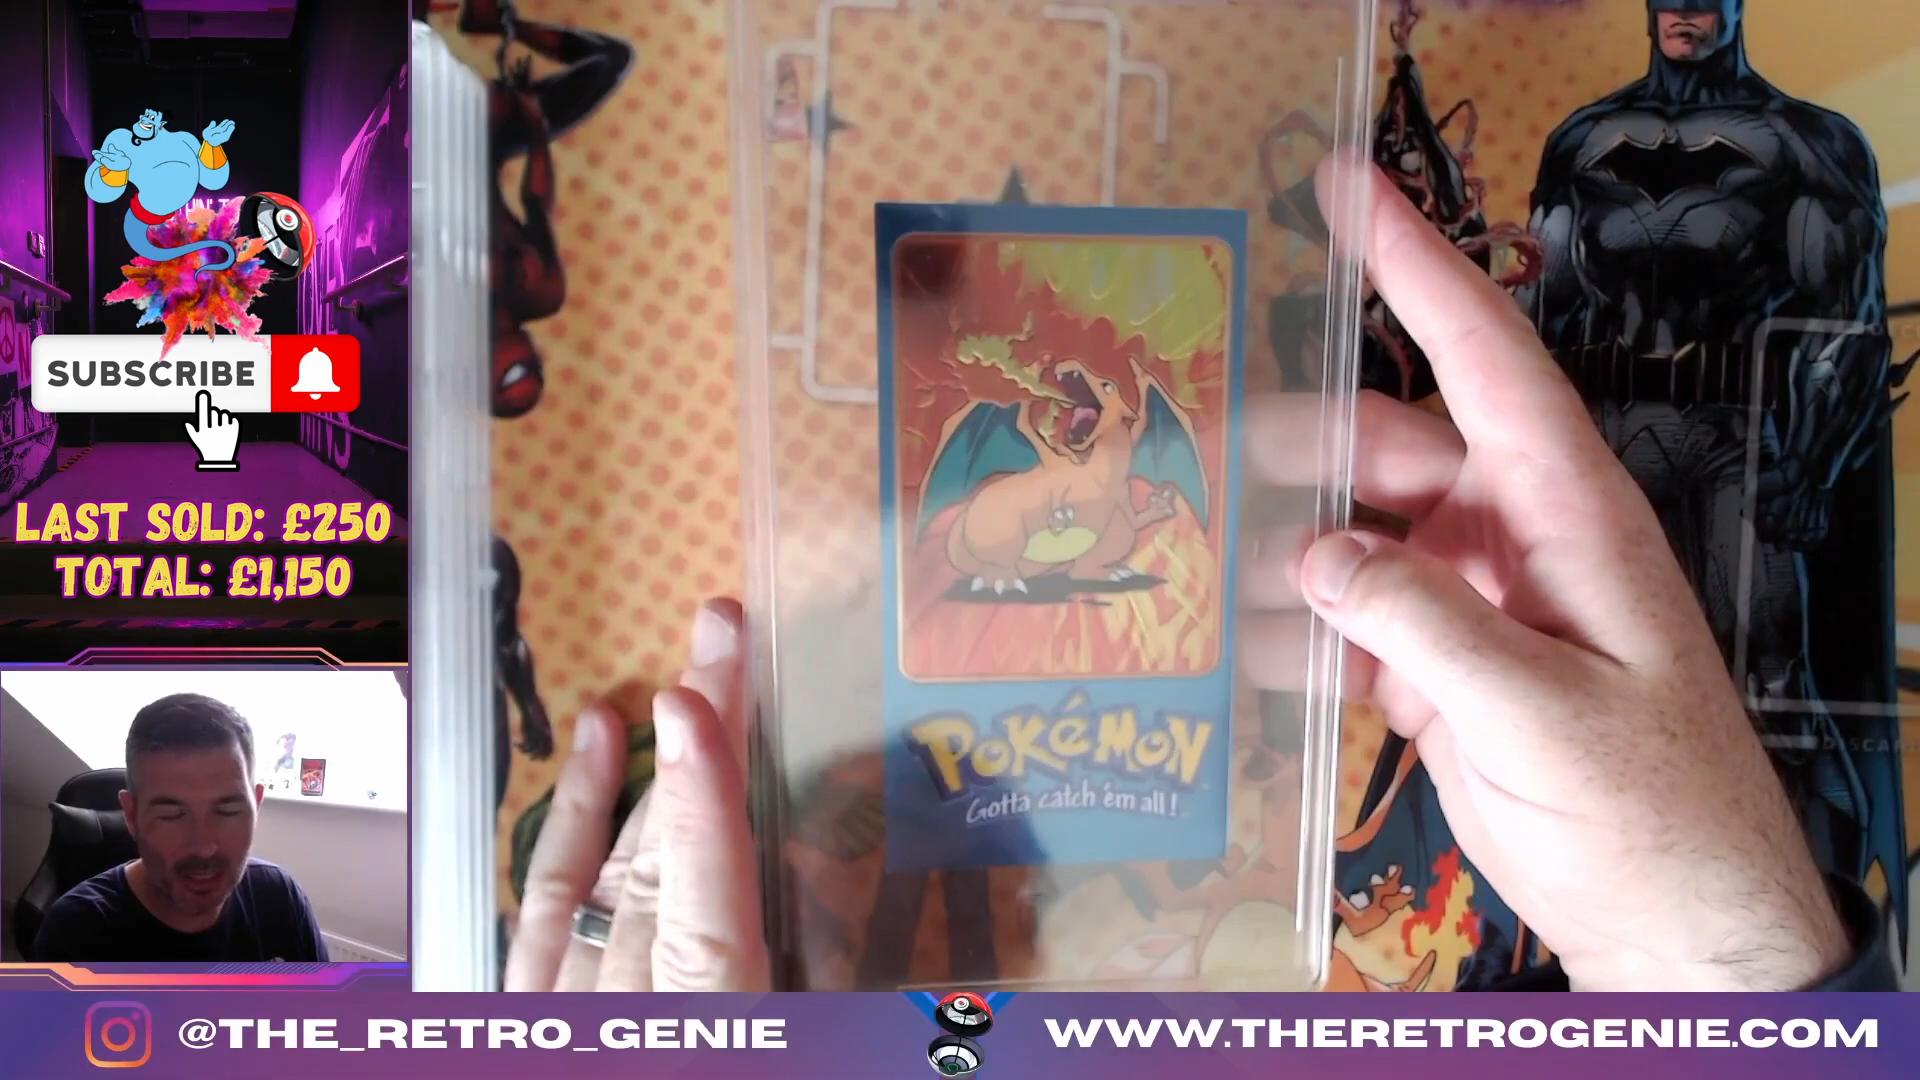 SUBSCRIBE
LAST SOLD: £250
TOTAL: £1,150
POKéMON
Gotta catch 'em all!
@THE_RETRO_GENIE
WWW.THERETROGENIE.COM